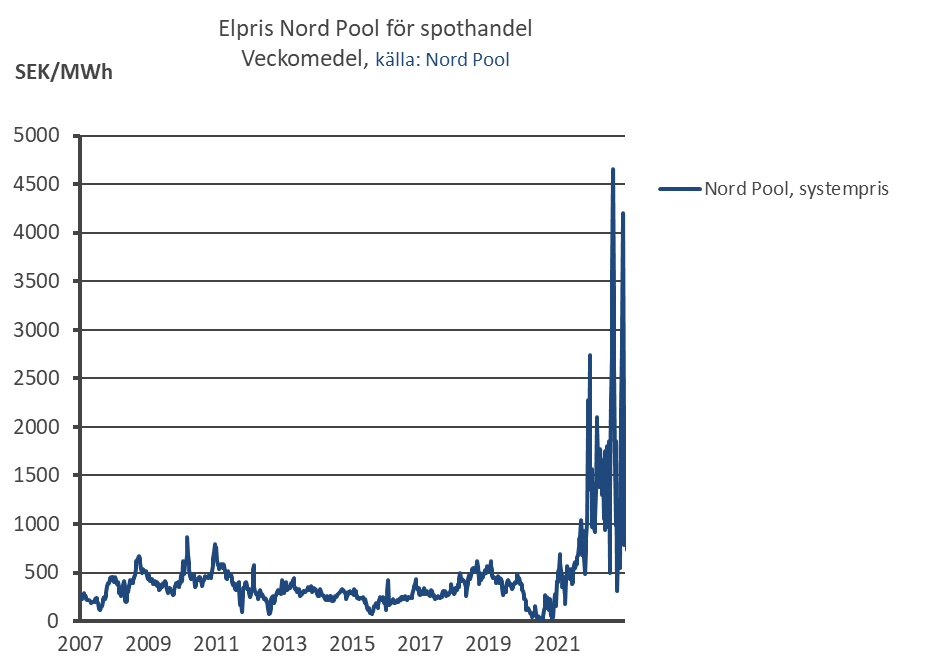 Elpris Nord Pool för spothandel
Veckomedel, källa: Nord Pool
SEK/MWh
5000
4500
4000
3500
3000
2500
2000
1500
1000
500
0
2007 2009 2011 2013 2015 2017 2019 2021
Nord Pool, systempris